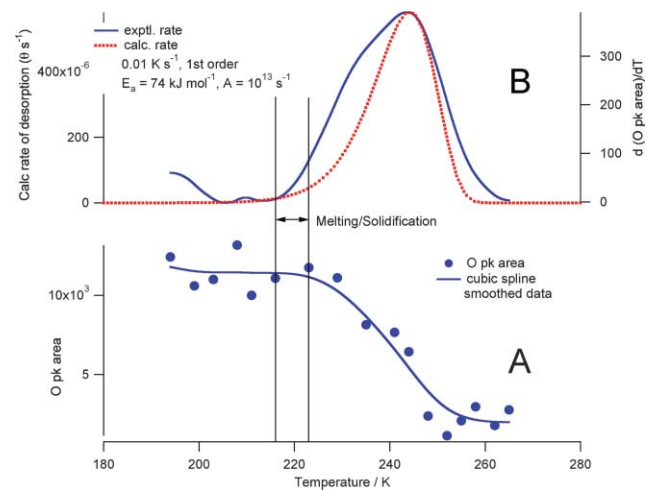 exptl. rate
calc. rate
0.01 K s⁻¹, 1st order
Eₐ = 74 kJ mol⁻¹, A = 10¹³ s⁻¹
B
Calc rate of desorption (θ s⁻¹)
400x10⁻⁶
200
0
d (O pk area)/dT
300
200
100
0
Melting/Solidification
O pk area
cubic spline
smoothed data
A
O pk area
10x10³
5
180
200
220
240
260
280
Temperature / K